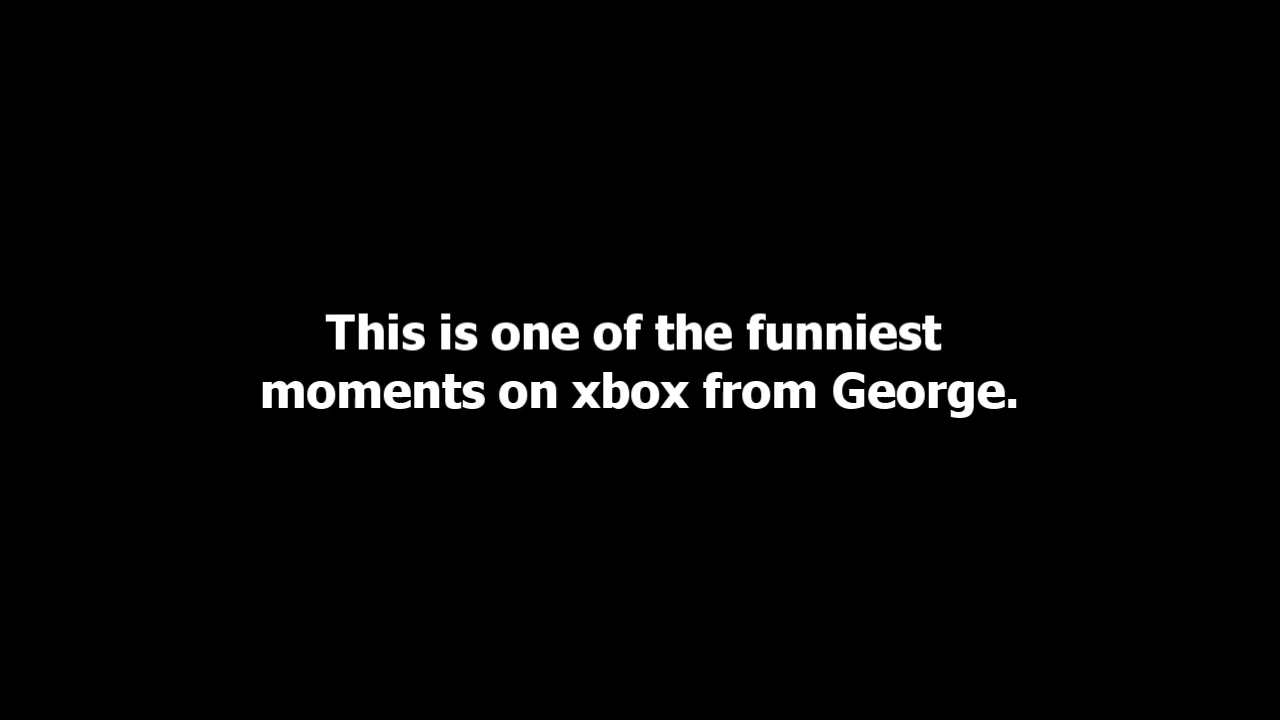 This is one of the funniest
moments on xbox from George.